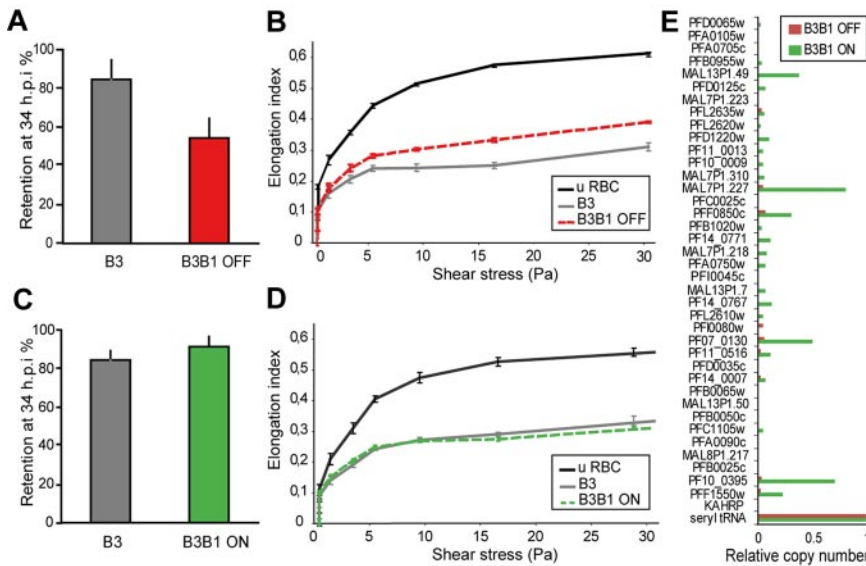 A
Retention at 34 h.p.i %
100
80
60
40
20
0
B3
B3B1 OFF
B
Elongation index
0,6
0,5
0,4
0,3
0,2
0,1
0
0
5
10
15
20
25
30
Shear stress (Pa)
u RBC
B3
B3B1 OFF
C
Retention at 34 h.p.i %
100
80
60
40
20
0
B3
B3B1 ON
D
Elongation index
0,6
0,5
0,4
0,3
0,2
0,1
0
0
5
10
15
20
25
30
Shear stress (Pa)
u RBC
B3
B3B1 ON
E
B3B1 OFF
B3B1 ON
PFD0065w
PFA0105w
PFA0705c
PFB0955w
MAL13P1.49
PFD0125c
MAL7P1.223
PFL2635w
PFL2620w
PFD1220w
PF11_0013
PF10_0009
MAL7P1.310
MAL7P1.227
PFC0025c
PFF0850c
PFB1020w
PF14_0771
MAL7P1.218
PFA0750w
PFI0045c
MAL13P1.7
PF14_0767
PFL2610w
PFI0080w
PF07_0130
PF11_0516
PFD0035c
PF14_0007
PFB0065w
MAL13P1.50
PFB0050c
PFC1105w
PFA0090c
MAL8P1.217
PFB0025c
PF10_0395
PFF1550w
KAHRP
seryl tRNA
0
0.5
1
Relative copy number